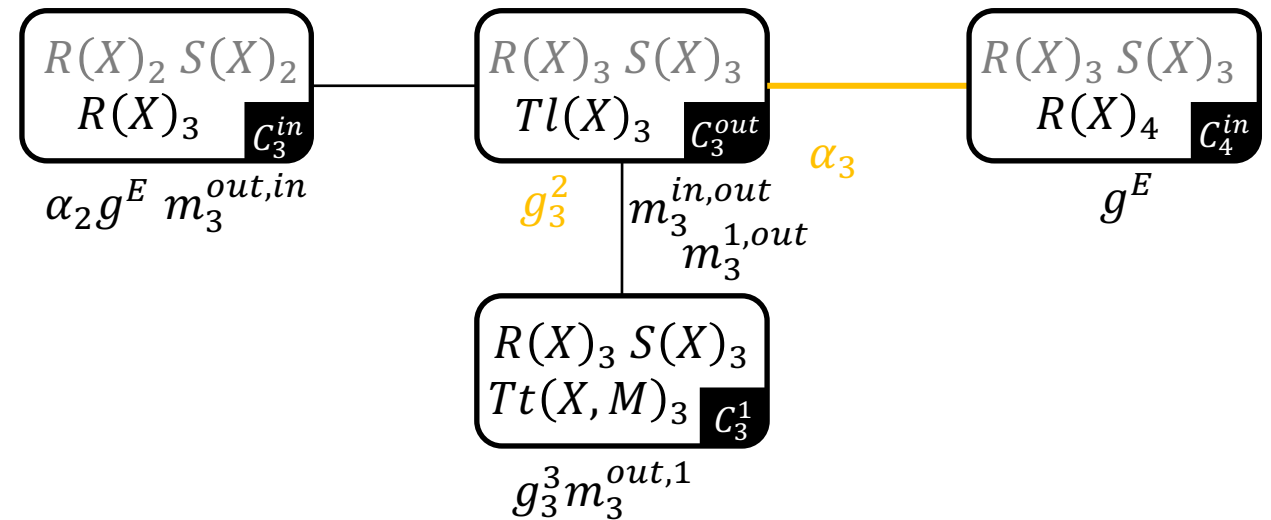 R(X)₂ S(X)₂
R(X)₃
C₃^{in}
α₂g^E m₃^{out,in}
R(X)₃ S(X)₃
Tl(X)₃
C₃^{out}
g₃²
m₃^{in,out}
m₃^{1,out}
α₃
R(X)₃ S(X)₃
R(X)₄
C₄^{in}
g^E
R(X)₃ S(X)₃
Tt(X, M)₃
C₃¹
g₃³m₃^{out,1}